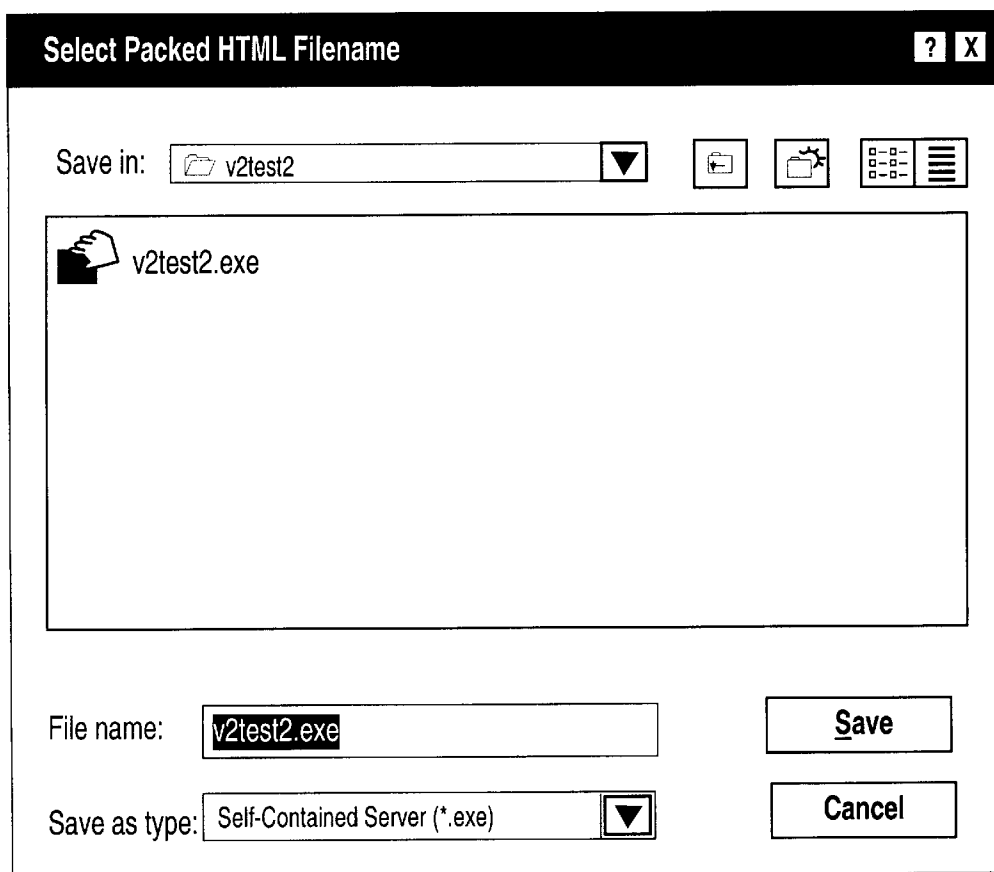 Select Packed HTML Filename ? X
Save in: v2test2
v2test2.exe
File name: v2test2.exe Save
Save as type: Self-Contained Server (*.exe) Cancel